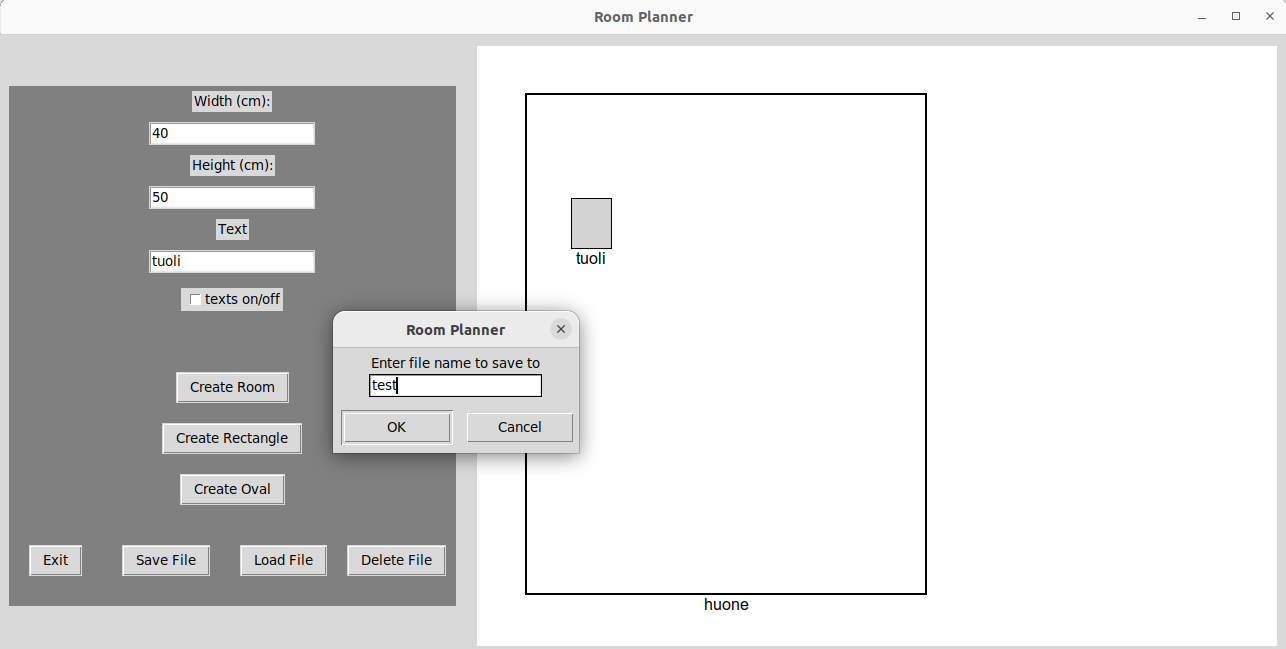 Room Planner
Width (cm):
40
Height (cm):
50
Text
tuoli
texts on/off
Create Room
Create Rectangle
Create Oval
Exit
Save File
Load File
Delete File
tuoli
huone
Room Planner
Enter file name to save to
test
OK
Cancel